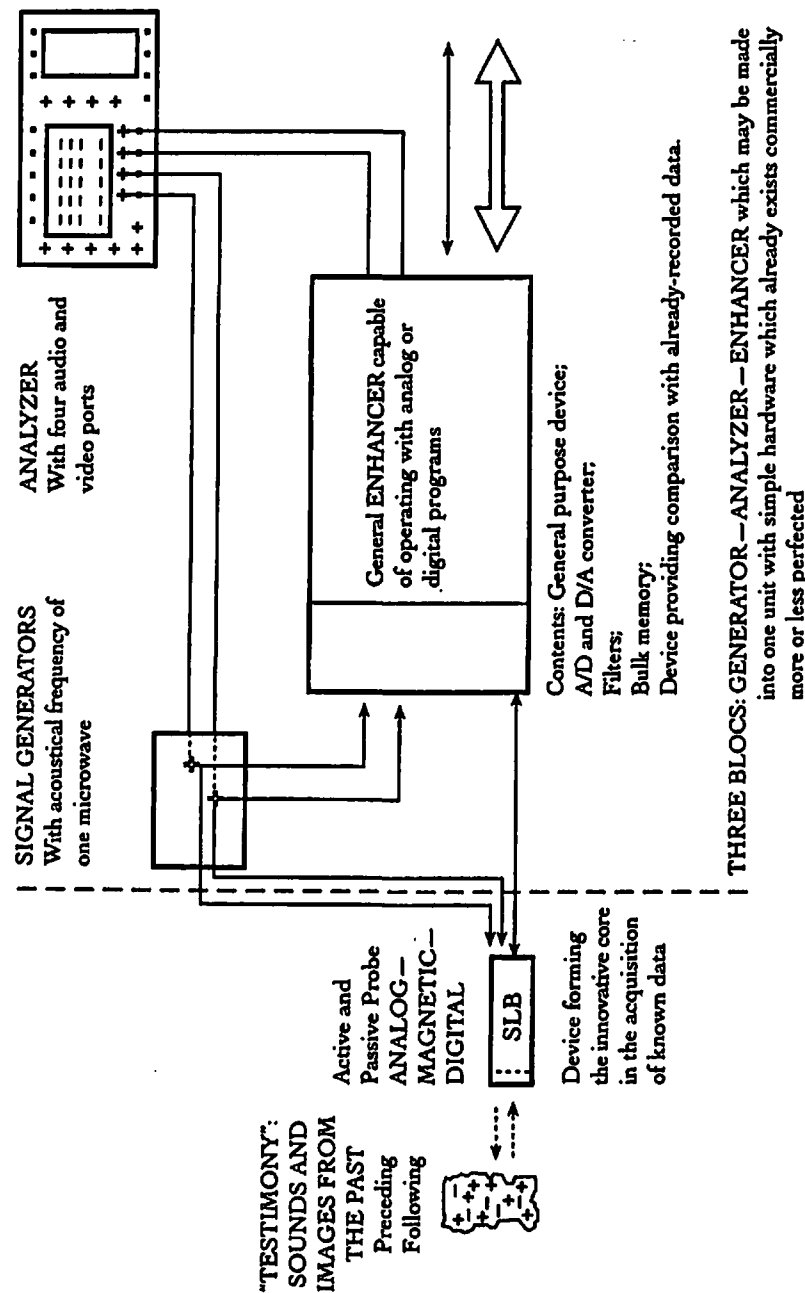 "TESTIMONY":
SOUNDS AND
IMAGES FROM
THE PAST
Preceding
Following
Active and
Passive Probe
ANALOG—
MAGNETIC—
DIGITAL
SLB
Device forming
the innovative core
in the acquisition
of known data
SIGNAL GENERATORS
With acoustical frequency of
one microwave
ANALYZER
With four audio and
video ports
General ENHANCER capable
of operating with analog or
digital programs
Contents: General purpose device;
A/D and D/A converter;
Filters;
Bulk memory;
Device providing comparison with already-recorded data.
THREE BLOCS: GENERATOR—ANALYZER—ENHANCER which may be made
into one unit with simple hardware which already exists commercially
more or less perfected